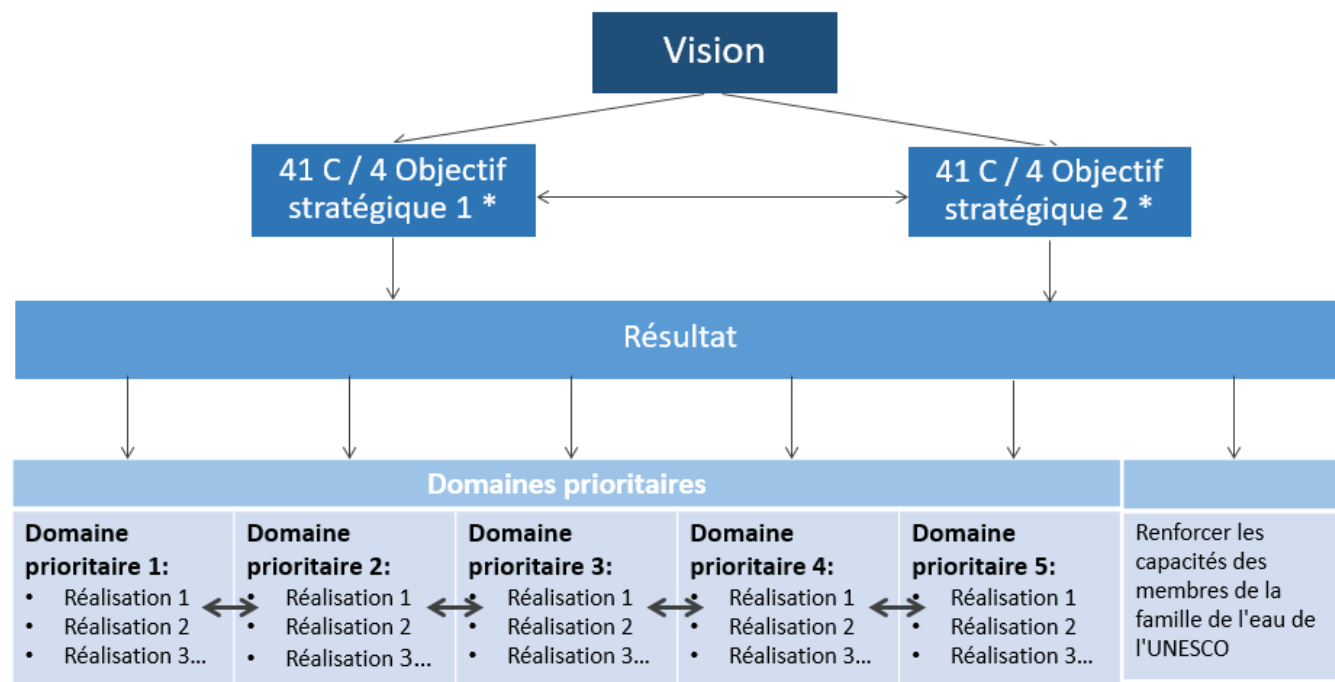 Vision
41 C / 4 Objectif
stratégique 1 *
41 C / 4 Objectif
stratégique 2 *
Résultat
Domaines prioritaires
Domaine
prioritaire 1:
• Réalisation 1
• Réalisation 2
• Réalisation 3...
Domaine
prioritaire 2:
• Réalisation 1
• Réalisation 2
• Réalisation 3...
Domaine
prioritaire 3:
• Réalisation 1
• Réalisation 2
• Réalisation 3...
Domaine
prioritaire 4:
• Réalisation 1
• Réalisation 2
• Réalisation 3...
Domaine
prioritaire 5:
• Réalisation 1
• Réalisation 2
• Réalisation 3...
Renforcer les
capacités des
membres de la
famille de l'eau de
l'UNESCO